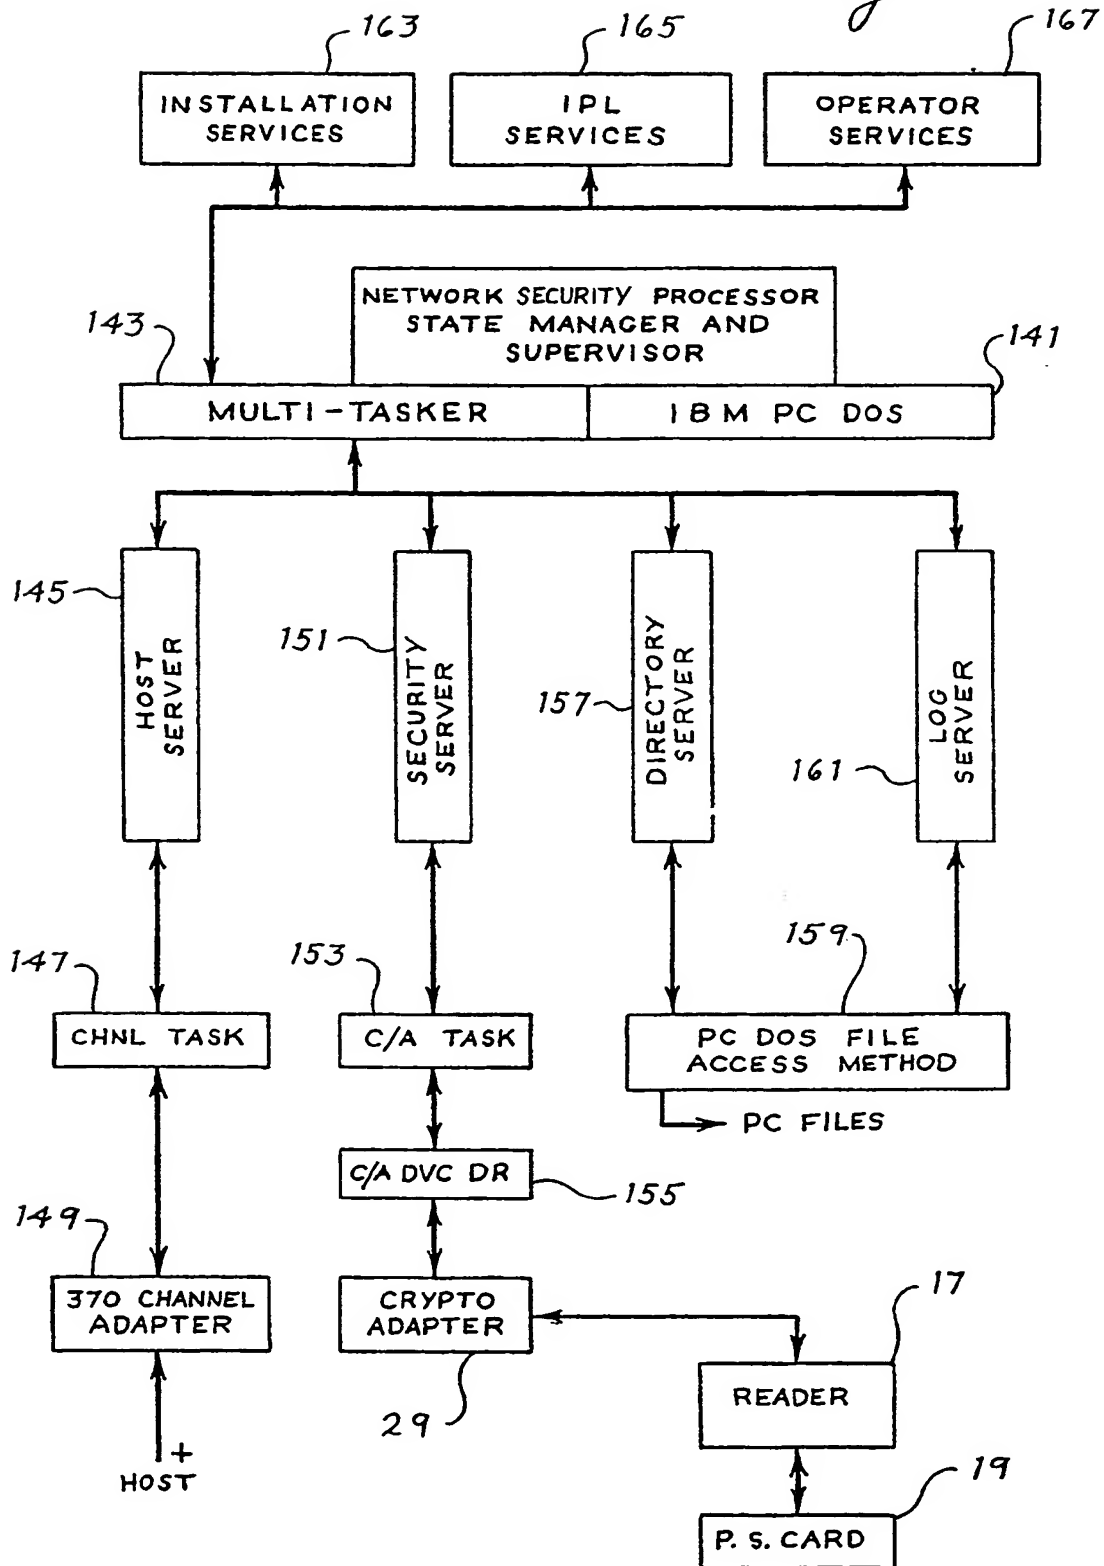 163
165
167
INSTALLATION
SERVICES
IPL
SERVICES
OPERATOR
SERVICES
NETWORK SECURITY PROCESSOR
STATE MANAGER AND
SUPERVISOR
143
141
MULTI-TASKER
IBM PC DOS
145
HOST
SERVER
151
SECURITY
SERVER
157
DIRECTORY
SERVER
161
LOG
SERVER
147
153
159
CHNL TASK
C/A TASK
PC DOS FILE
ACCESS METHOD
PC FILES
C/A DVC DR
155
149
370 CHANNEL
ADAPTER
CRYPTO
ADAPTER
29
17
READER
+
HOST
19
P. S. CARD